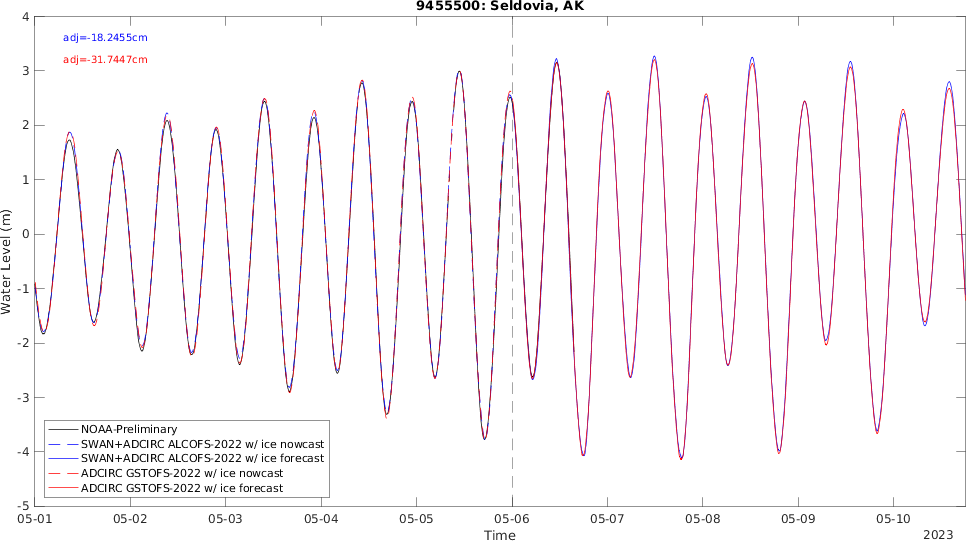 9455500: Seldovia, AK
adj=-18.2455cm
adj=-31.7447cm
Water Level (m)
4
3
2
1
0
-1
-2
-3
-4
-5
NOAA-Preliminary
SWAN+ADCIRC ALCOFS-2022 w/ ice nowcast
SWAN+ADCIRC ALCOFS-2022 w/ ice forecast
ADCIRC GSTOFS-2022 w/ ice nowcast
ADCIRC GSTOFS-2022 w/ ice forecast
05-01 05-02 05-03 05-04 05-05 05-06 05-07 05-08 05-09 05-10
Time
2023